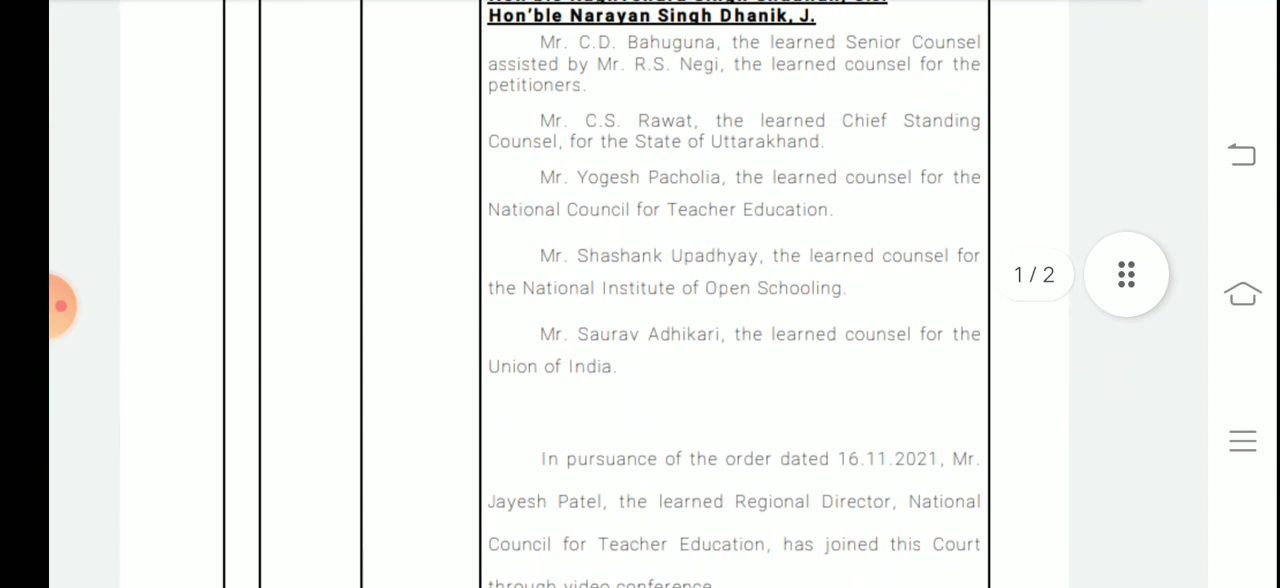 Hon'ble Narayan Singh Dhanik, J.
Mr. C.D. Bahuguna, the learned Senior Counsel
assisted by Mr. R.S. Negi, the learned counsel for the
petitioners.
Mr. C.S. Rawat, the learned Chief Standing
Counsel, for the State of Uttarakhand.
Mr. Yogesh Pacholia, the learned counsel for the
National Council for Teacher Education.
Mr. Shashank Upadhyay, the learned counsel for
the National Institute of Open Schooling.
Mr. Saurav Adhikari, the learned counsel for the
Union of India.
In pursuance of the order dated 16.11.2021, Mr.
Jayesh Patel, the learned Regional Director, National
Council for Teacher Education, has joined this Court
through video conference
1 / 2